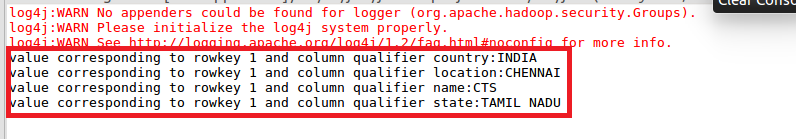 Clear Conso
log4j:WARN No appenders could be found for logger (org.apache.hadoop.security.Groups).
log4j:WARN Please initialize the log4j system properly.
log4j:WARN See http://logging.apache.org/log4j/1.2/faq.html#noconfig for more info.
value corresponding to rowkey 1 and column qualifier country:INDIA
value corresponding to rowkey 1 and column qualifier location:CHENNAI
value corresponding to rowkey 1 and column qualifier name:CTS
value corresponding to rowkey 1 and column qualifier state:TAMIL NADU